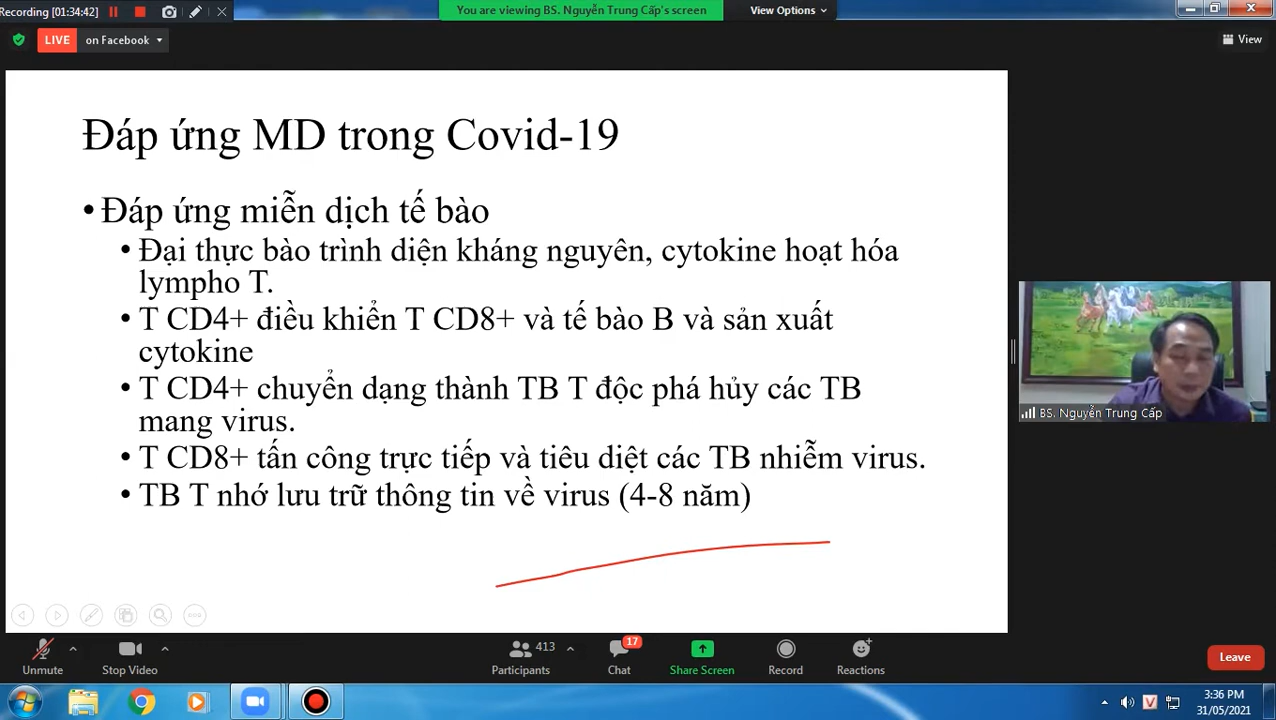 Recording [01:34:42]
You are viewing BS. Nguyễn Trung Cấp's screen
View Options
LIVE
on Facebook
View
Đáp ứng MD trong Covid-19
•Đáp ứng miễn dịch tế bào
• Đại thực bào trình diện kháng nguyên, cytokine hoạt hóa
lympho T.
• T CD4+ điều khiển T CD8+ và tế bào B và sản xuất
cytokine
• T CD4+ chuyển dạng thành TB T độc phá hủy các TB
mang virus.
• T CD8+ tấn công trực tiếp và tiêu diệt các TB nhiễm virus.
• TB T nhớ lưu trữ thông tin về virus (4-8 năm)
BS. Nguyễn Trung Cấp
413
17
Unmute
Stop Video
Participants
Chat
Share Screen
Record
Reactions
Leave
V
3:36 PM
31/05/2021